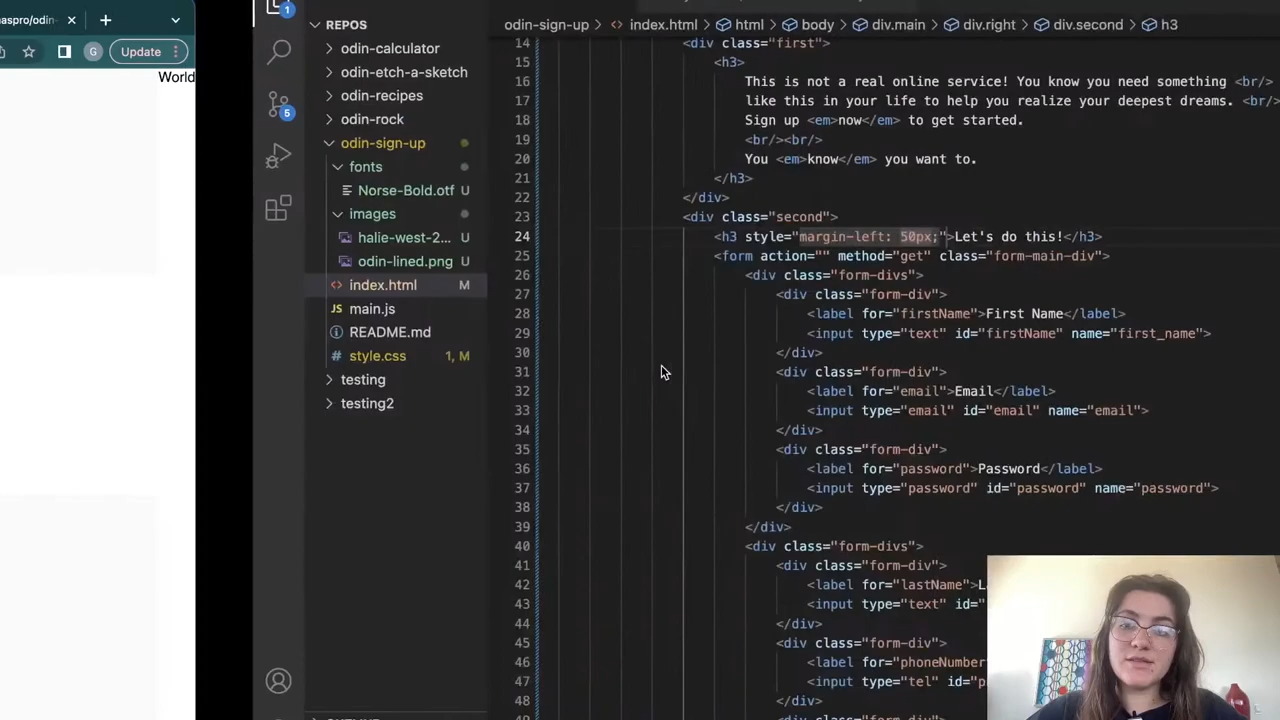 naspro/odin-
Update
G
World
1
5
REPOS
odin-calculator
odin-etch-a-sketch
odin-recipes
odin-rock
odin-sign-up
fonts
Norse-Bold.otf U
images
halie-west-2... U
odin-lined.png U
<> index.html M
JS main.js
README.md
# style.css 1, M
testing
testing2
odin-sign-up > <> index.html > html > body > div.main > div.right > div.second > h3
14 <div class="first">
15 <h3>
16 This is not a real online service! You know you need something <br/>
17 like this in your life to help you realize your deepest dreams. <br/>
18 Sign up <em>now</em> to get started.
19 <br/><br/>
20 You <em>know</em> you want to.
21 </h3>
22 </div>
23 <div class="second">
24 <h3 style="margin-left: 50px;">Let's do this!</h3>
25 <form action="" method="get" class="form-main-div">
26 <div class="form-divs">
27 <div class="form-div">
28 <label for="firstName">First Name</label>
29 <input type="text" id="firstName" name="first_name">
30 </div>
31 <div class="form-div">
32 <label for="email">Email</label>
33 <input type="email" id="email" name="email">
34 </div>
35 <div class="form-div">
36 <label for="password">Password</label>
37 <input type="password" id="password" name="password">
38 </div>
39 </div>
40 <div class="form-divs">
41 <div class="form-div">
42 <label for="lastName">L
43 <input type="text" id="
44 </div>
45 <div class="form-div">
46 <label for="phoneNumber
47 <input type="tel" id="p
48 </div>